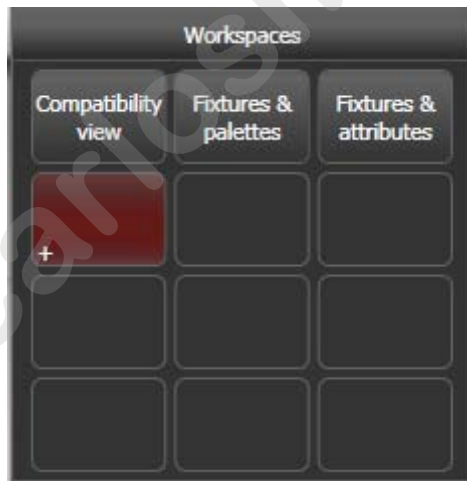 Workspaces
Compatibility view
Fixtures & palettes
Fixtures & attributes
+